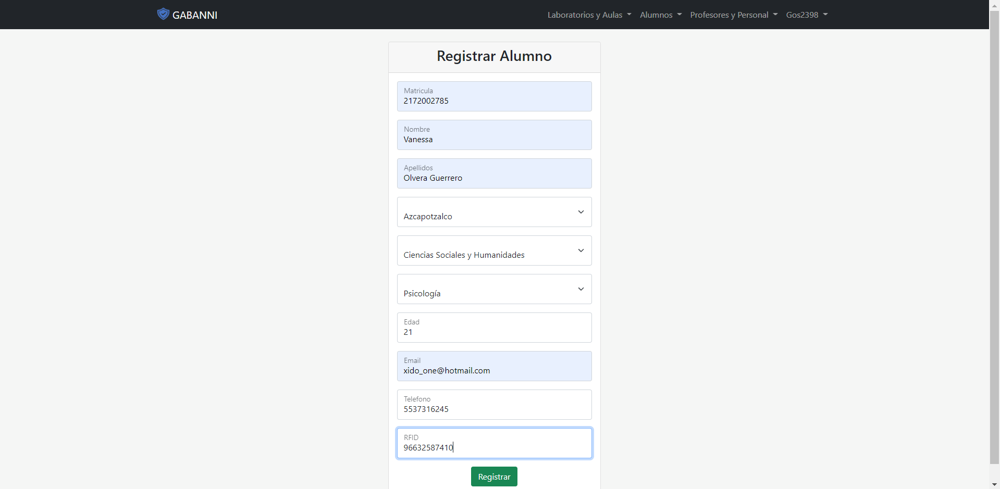 GABANNI
Laboratorios y Aulas
Alumnos
Profesores y Personal
Gos2398
Registrar Alumno
Matricula
2172002785
Nombre
Vanessa
Apellidos
Olvera Guerrero
Azcapotzalco
Ciencias Sociales y Humanidades
Psicología
Edad
21
Email
xido_one@hotmail.com
Telefono
5537316245
RFID
96632587410
Registrar